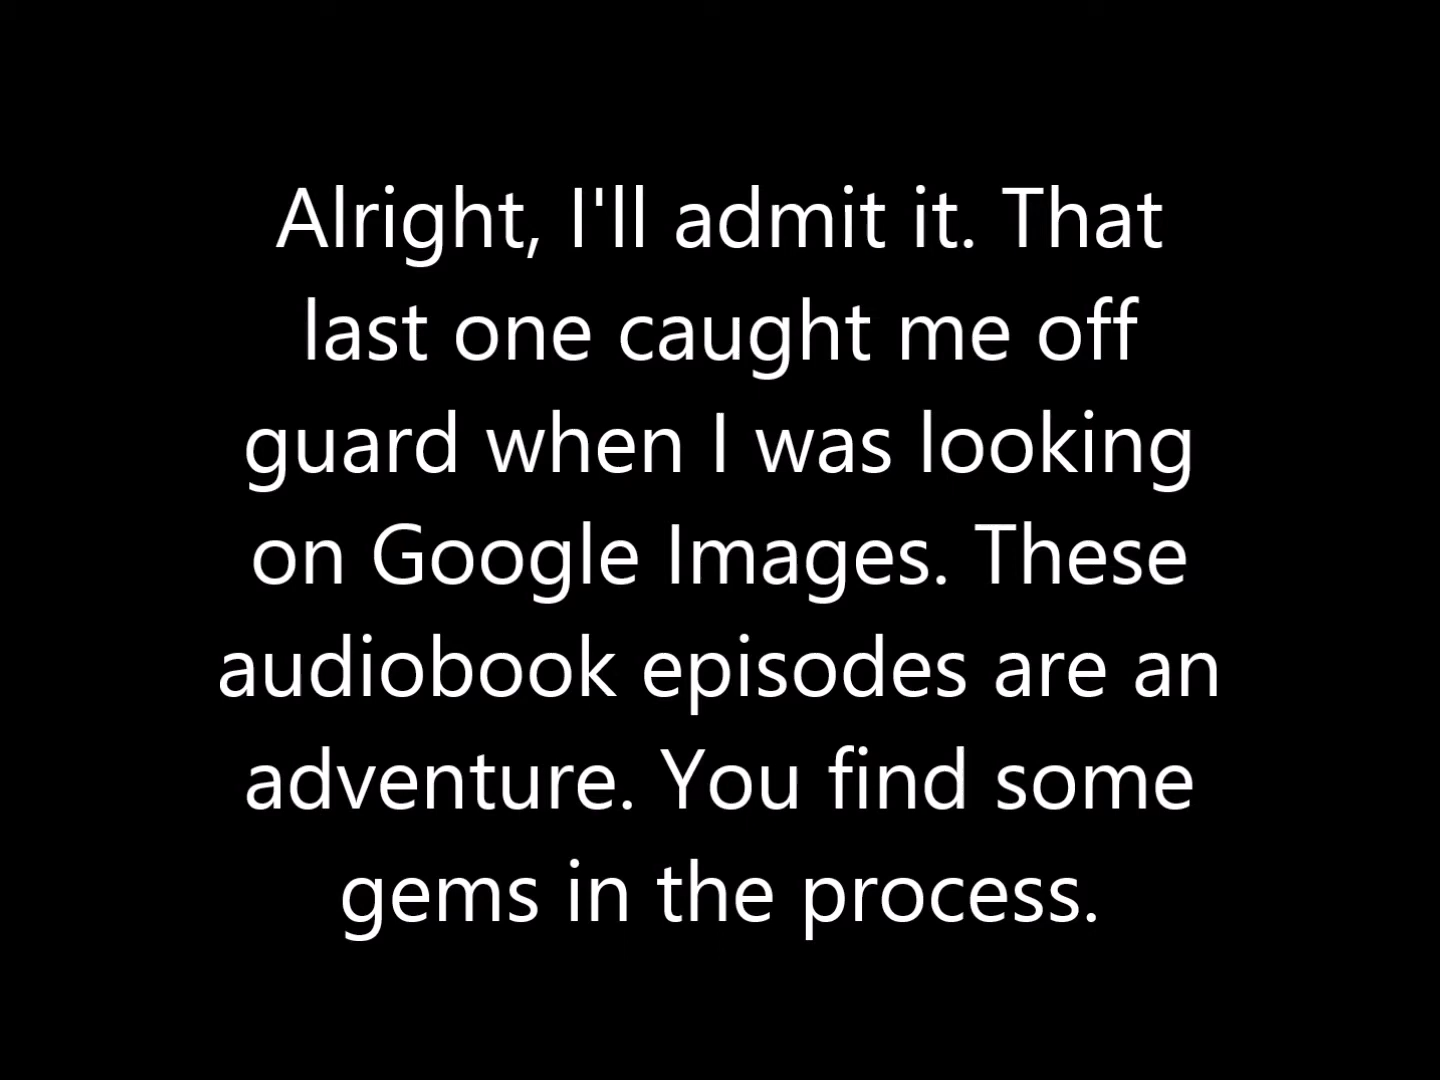 Alright, I'll admit it. That
last one caught me off
guard when I was looking
on Google Images. These
audiobook episodes are an
adventure. You find some
gems in the process.